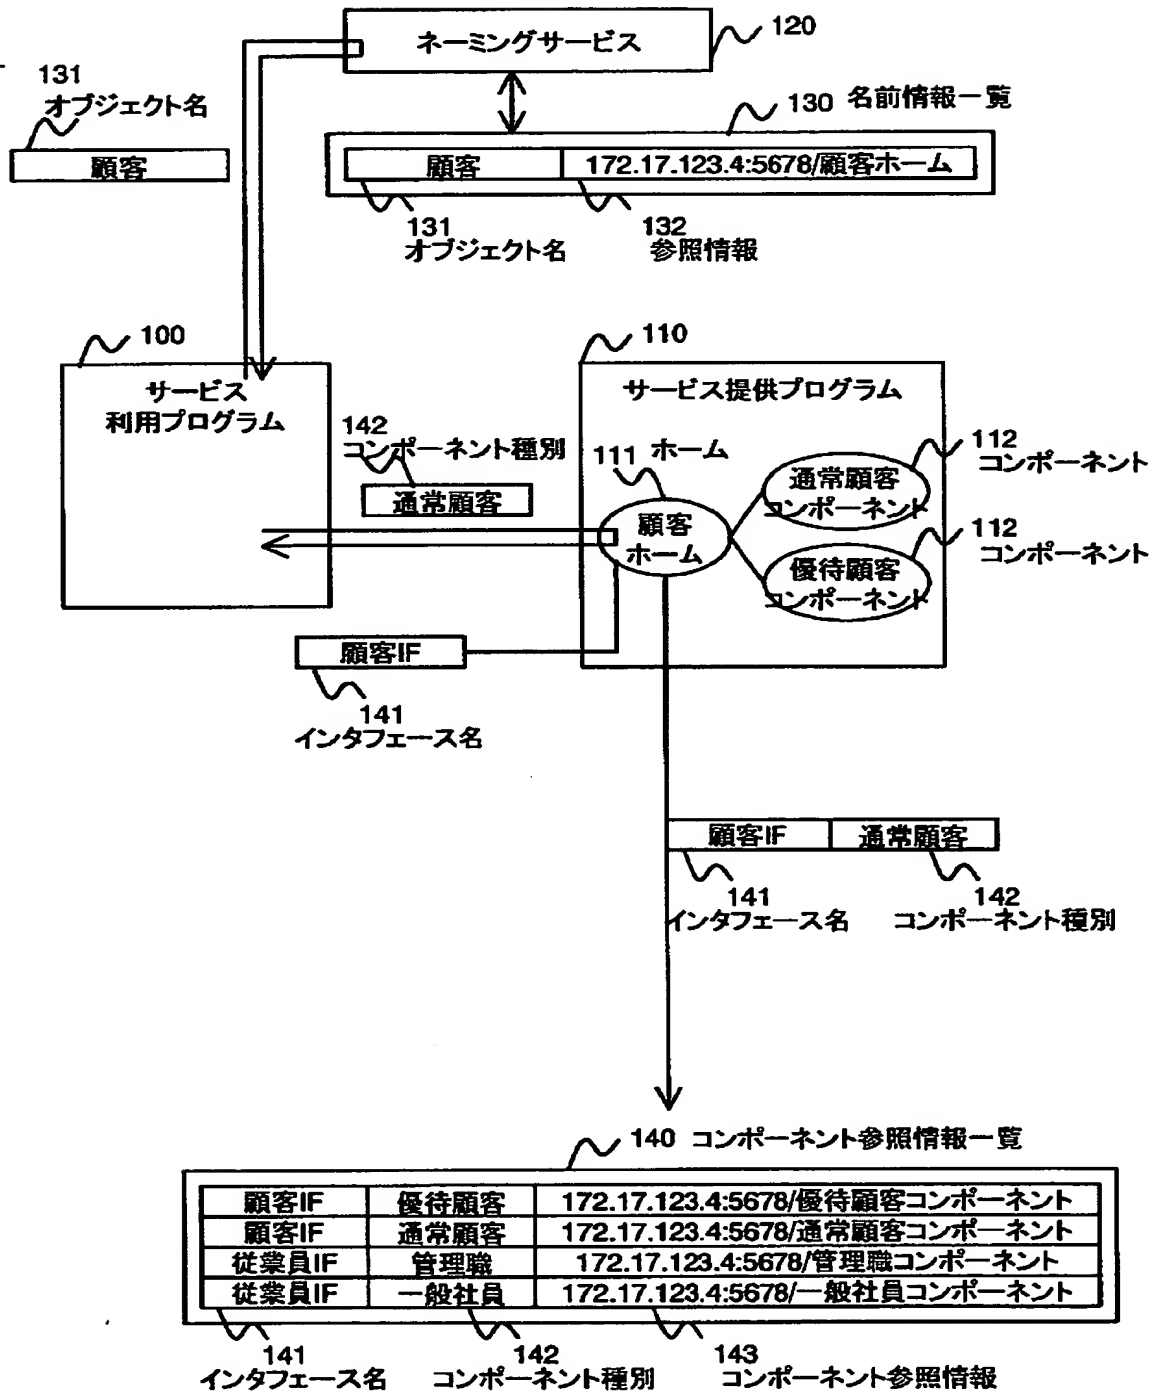 ネーミングサービス
120
131
オブジェクト名
顧客
130 名前情報一覧
顧客 172.17.123.4:5678/顧客ホーム
131
オブジェクト名
132
参照情報
100
サービス
利用プログラム
110
サービス提供プログラム
142
コンポーネント種別
通常顧客
111 ホーム
顧客
ホーム
通常顧客
コンポーネント
112
コンポーネント
優待顧客
コンポーネント
112
コンポーネント
顧客IF
141
インタフェース名
顧客IF 通常顧客
141
インタフェース名
142
コンポーネント種別
140 コンポーネント参照情報一覧
顧客IF 優待顧客 172.17.123.4:5678/優待顧客コンポーネント
顧客IF 通常顧客 172.17.123.4:5678/通常顧客コンポーネント
従業員IF 管理職 172.17.123.4:5678/管理職コンポーネント
従業員IF 一般社員 172.17.123.4:5678/一般社員コンポーネント
141
インタフェース名
142
コンポーネント種別
143
コンポーネント参照情報